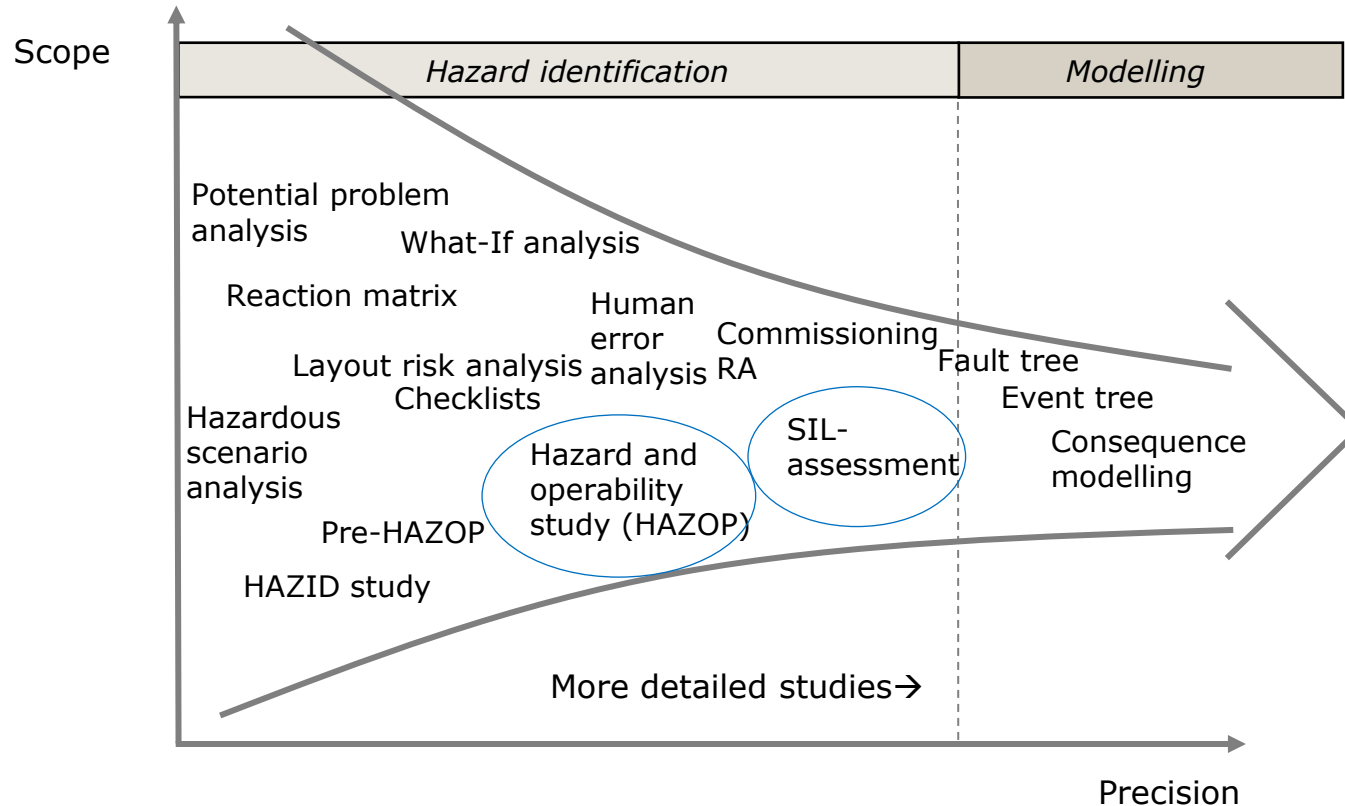 Scope
Hazard identification
Modelling
Potential problem
analysis
What-If analysis
Reaction matrix
Human
error
analysis
Commissioning
RA
Layout risk analysis
Checklists
Fault tree
Event tree
Hazardous
scenario
analysis
SIL-
assessment
Consequence
modelling
Hazard and
operability
study (HAZOP)
Pre-HAZOP
HAZID study
More detailed studies→
Precision